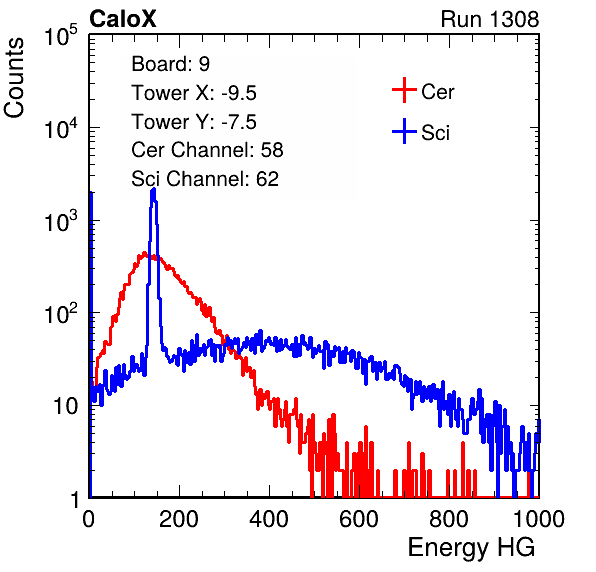 CaloX Run 1308
Counts
10^5
10^4
10^3
10^2
10
1
Board: 9
Tower X: -9.5
Tower Y: -7.5
Cer Channel: 58
Sci Channel: 62
Cer
Sci
0 200 400 600 800 1000
Energy HG